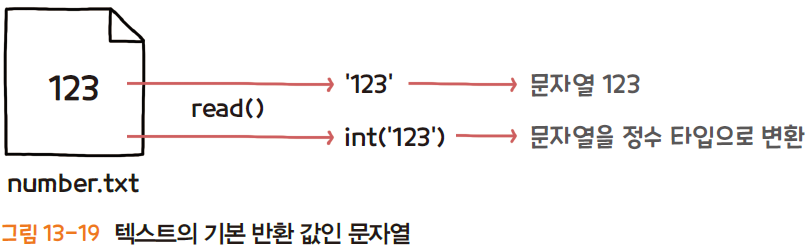 123 '123' 문자열 123
read()
int('123') 문자열을 정수 타입으로 변환
number.txt
그림 13-19 텍스트의 기본 반환 값인 문자열